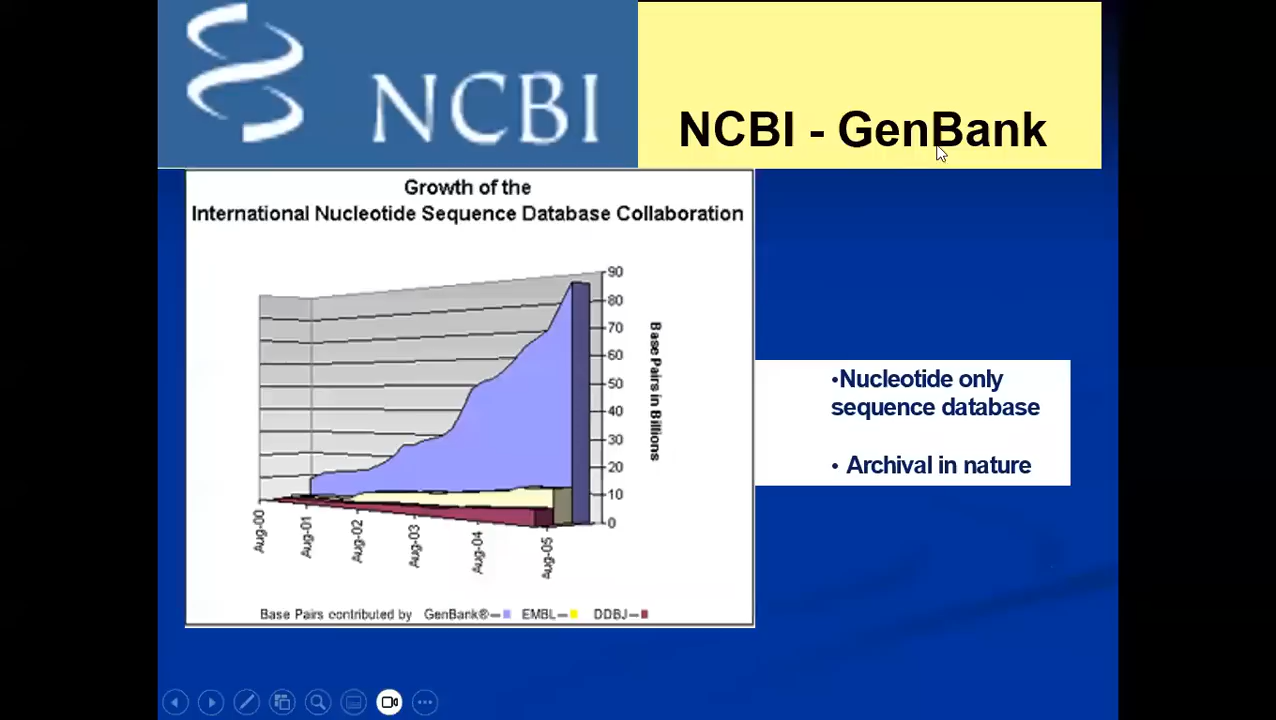 NCBI
NCBI - GenBank
Growth of the
International Nucleotide Sequence Database Collaboration
90
80
70
60
50
40
30
20
10
0
Base Pairs in Billions
Aug-00
Aug-01
Aug-02
Aug-03
Aug-04
Aug-05
Base Pairs contributed by GenBank®— EMBL— DDBJ—
•Nucleotide only
sequence database
• Archival in nature